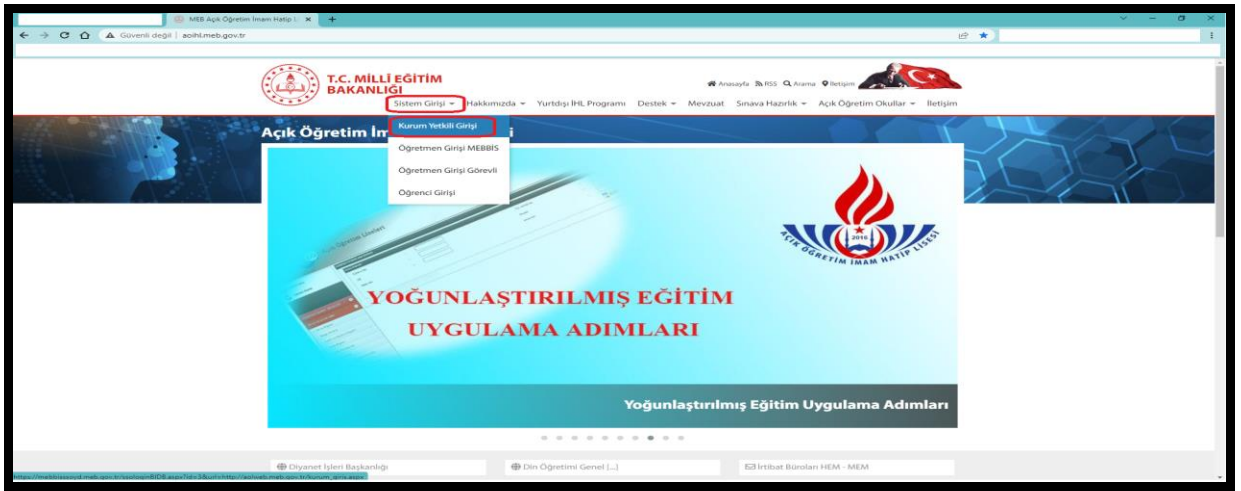 MEB Açık Öğretim İmam Hatip Li
Güvenli değil | aoihl.meb.gov.tr
T.C. MİLLÎ EĞİTİM
BAKANLIĞI
Anasayfa RSS Arama İletişim
Sistem Girişi Hakkımızda Yurtdışı İHL Programı Destek Mevzuat Sınava Hazırlık Açık Öğretim Okullar İletişim
Açık Öğretim İm i
Kurum Yetkili Girişi
Öğretmen Girişi MEBBİS
Öğretmen Girişi Görevli
Öğrenci Girişi
2016
AÇIK ÖĞRETİM İMAM HATİP LİSESİ
YOĞUNLAŞTIRILMIŞ EĞİTİM
UYGULAMA ADIMLARI
Yoğunlaştırılmış Eğitim Uygulama Adımları
Diyanet İşleri Başkanlığı
Din Öğretimi Genel [...]
İrtibat Büroları HEM - MEM